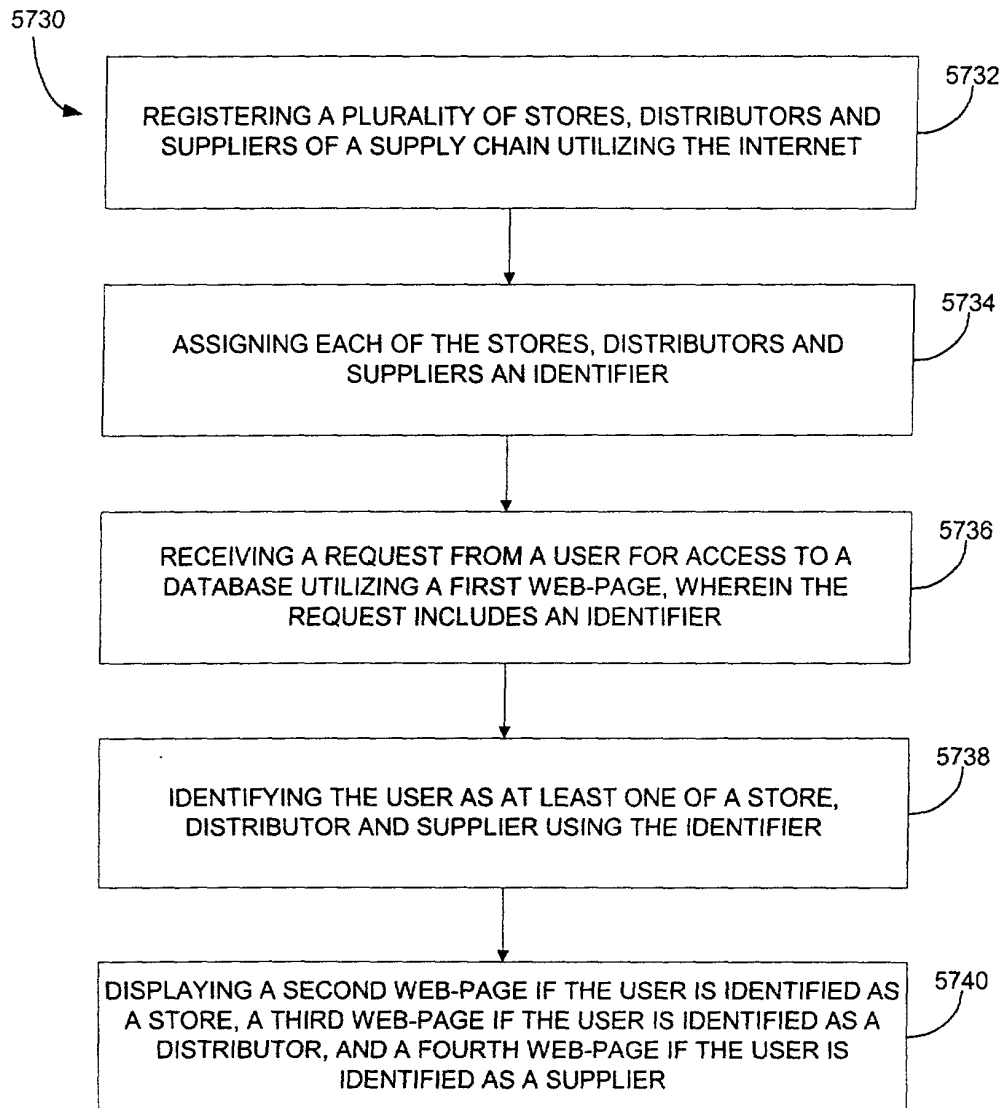 5730
5732
REGISTERING A PLURALITY OF STORES, DISTRIBUTORS AND
SUPPLIERS OF A SUPPLY CHAIN UTILIZING THE INTERNET
5734
ASSIGNING EACH OF THE STORES, DISTRIBUTORS AND
SUPPLIERS AN IDENTIFIER
5736
RECEIVING A REQUEST FROM A USER FOR ACCESS TO A
DATABASE UTILIZING A FIRST WEB-PAGE, WHEREIN THE
REQUEST INCLUDES AN IDENTIFIER
5738
IDENTIFYING THE USER AS AT LEAST ONE OF A STORE,
DISTRIBUTOR AND SUPPLIER USING THE IDENTIFIER
5740
DISPLAYING A SECOND WEB-PAGE IF THE USER IS IDENTIFIED AS
A STORE, A THIRD WEB-PAGE IF THE USER IS IDENTIFIED AS A
DISTRIBUTOR, AND A FOURTH WEB-PAGE IF THE USER IS
IDENTIFIED AS A SUPPLIER